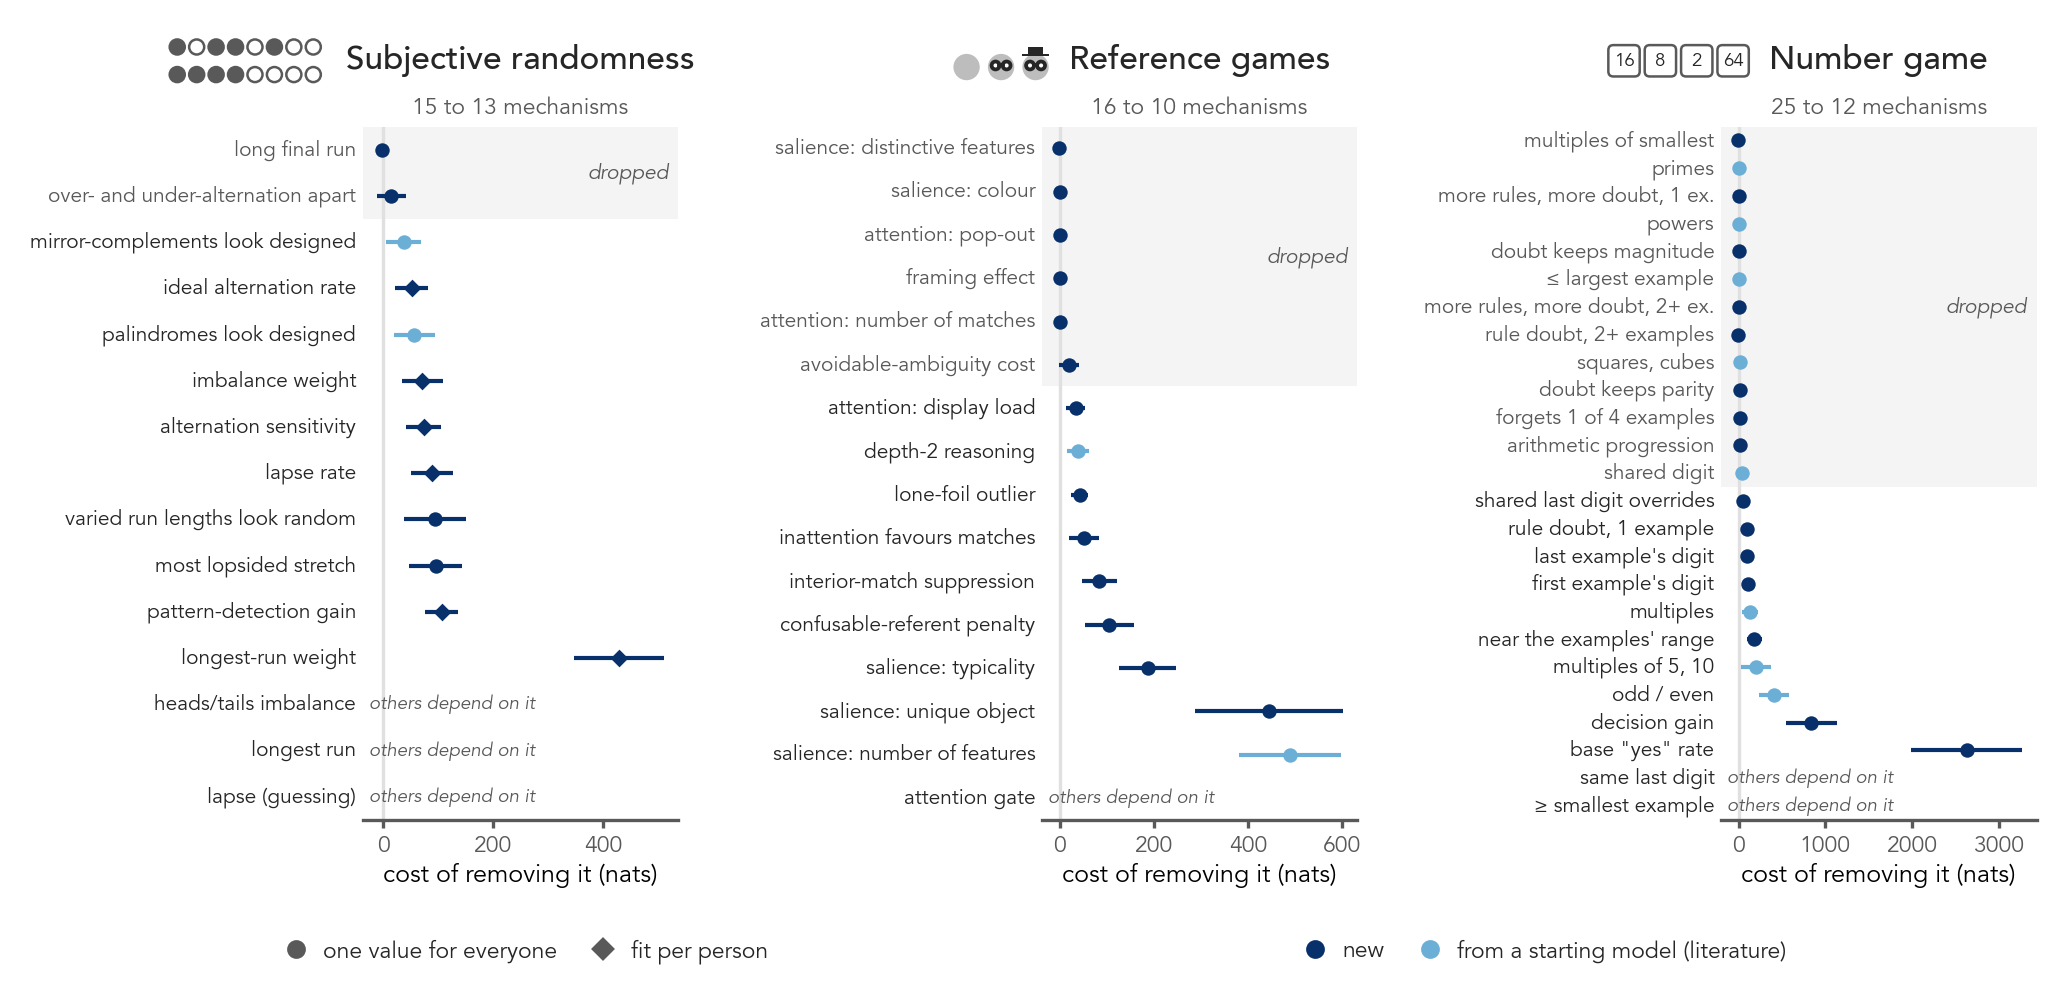 Subjective randomness
15 to 13 mechanisms
long final run
dropped
over- and under-alternation apart
mirror-complements look designed
ideal alternation rate
palindromes look designed
imbalance weight
alternation sensitivity
lapse rate
varied run lengths look random
most lopsided stretch
pattern-detection gain
longest-run weight
heads/tails imbalance others depend on it
longest run others depend on it
lapse (guessing) others depend on it
0 200 400
cost of removing it (nats)
Reference games
16 to 10 mechanisms
salience: distinctive features
salience: colour
attention: pop-out
dropped
framing effect
attention: number of matches
avoidable-ambiguity cost
attention: display load
depth-2 reasoning
lone-foil outlier
inattention favours matches
interior-match suppression
confusable-referent penalty
salience: typicality
salience: unique object
salience: number of features
attention gate others depend on it
0 200 400 600
cost of removing it (nats)
16 8 2 64 Number game
25 to 12 mechanisms
multiples of smallest
primes
more rules, more doubt, 1 ex.
powers
doubt keeps magnitude
≤ largest example
more rules, more doubt, 2+ ex. dropped
rule doubt, 2+ examples
squares, cubes
doubt keeps parity
forgets 1 of 4 examples
arithmetic progression
shared digit
shared last digit overrides
rule doubt, 1 example
last example's digit
first example's digit
multiples
near the examples' range
multiples of 5, 10
odd / even
decision gain
base "yes" rate
same last digit others depend on it
≥ smallest example others depend on it
0 1000 2000 3000
cost of removing it (nats)
one value for everyone fit per person
new from a starting model (literature)